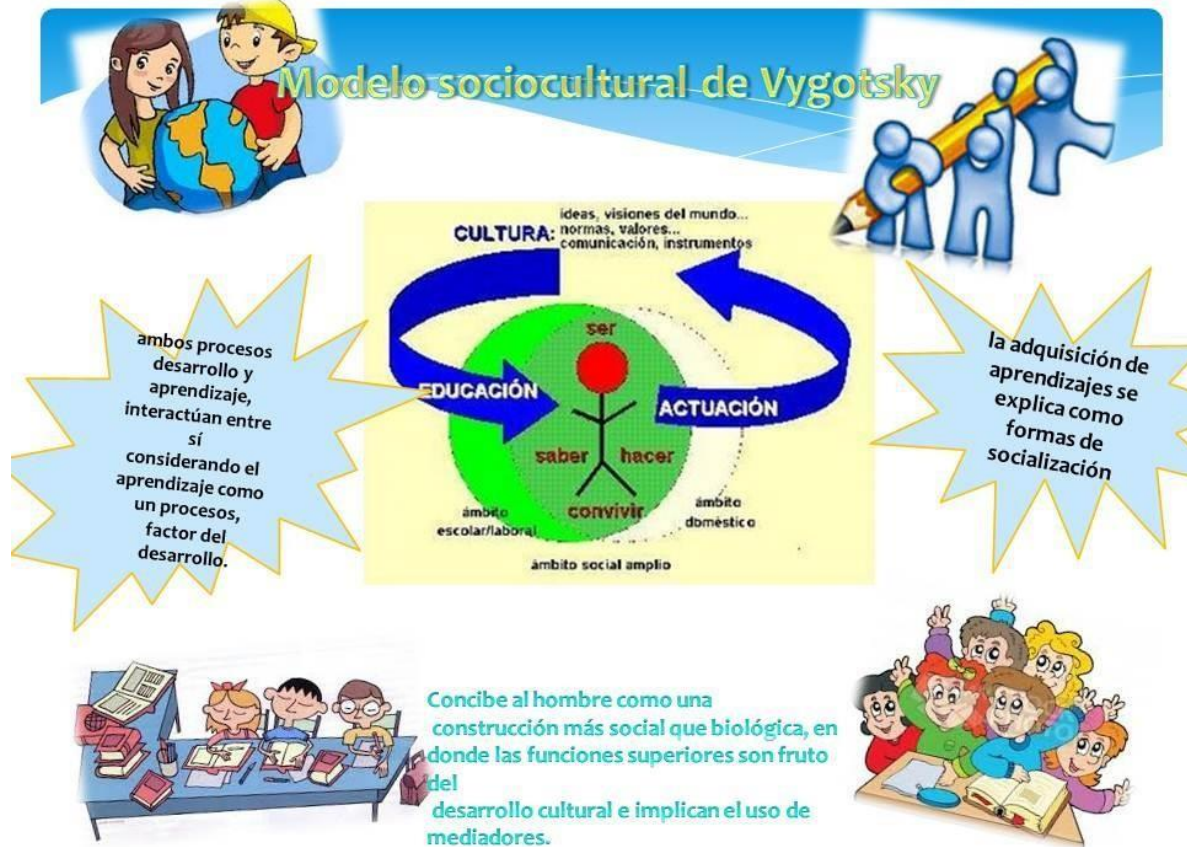 Modelo sociocultural de Vygotsky
ideas, visiones del mundo...
CULTURA: normas, valores...
comunicación, instrumentos
ambos procesos
desarrollo y
aprendizaje,
interactúan entre
sí
considerando el
aprendizaje como
un procesos,
factor del
desarrollo.
ser
EDUCACIÓN
ACTUACIÓN
saber hacer
convivir
ámbito
escolar/laboral
ámbito
doméstico
ámbito social amplio
la adquisición de
aprendizajes se
explica como
formas de
socialización
Concibe al hombre como una
construcción más social que biológica, en
donde las funciones superiores son fruto
del
desarrollo cultural e implican el uso de
mediadores.